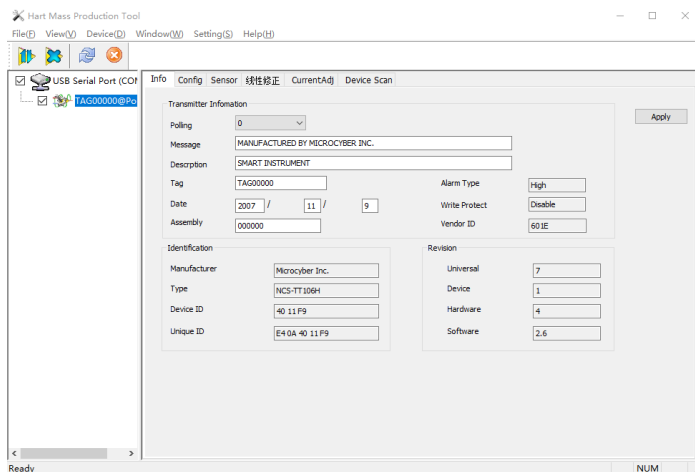 Hart Mass Production Tool
File(F) View(V) Device(D) Window(W) Setting(S) Help(H)
USB Serial Port (CO
TAG00000@Po
Info Config Sensor 线性修正 CurrentAdj Device Scan
Transmitter Infomation
Apply
Polling 0
Message MANUFACTURED BY MICROCYBER INC.
Descrption SMART INSTRUMENT
Tag TAG00000 Alarm Type High
Date 2007 / 11 / 9 Write Protect Disable
Assembly 000000 Vendor ID 601E
Identification Revision
Manufacturer Microcyber Inc. Universal 7
Type NCS-TT106H Device 1
Device ID 40 11 F9 Hardware 4
Unique ID E4 0A 40 11 F9 Software 2.6
Ready NUM